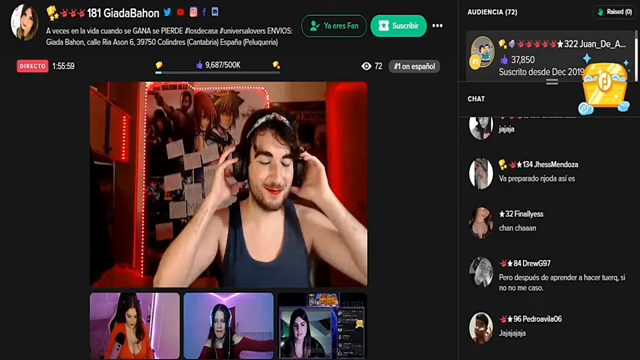 181 GiadaBahon
A veces en la vida cuando se GANA se PIERDE #losdecasa #universalovers ENVIOS:
Giada Bahon, calle Ria Ason 6, 39750 Colindres (Cantabria) España (Peluqueria)
Ya eres Fan
Suscribir
DIRECTO
1:55:59
9,687/500K
72
#1 on español
AUDIENCIA (72)
Raised (0)
322 Juan_De_A...
37,850
Suscrito desde Dec 2019
CHAT
jajaja
134 JhessMendoza
Va preparado njoda así es
32 Finallyess
chan chaaan
84 DrewG97
Pero después de aprender a hacer tuerq, si
no no me caso.
96 Pedroavila06
Jajajajaja